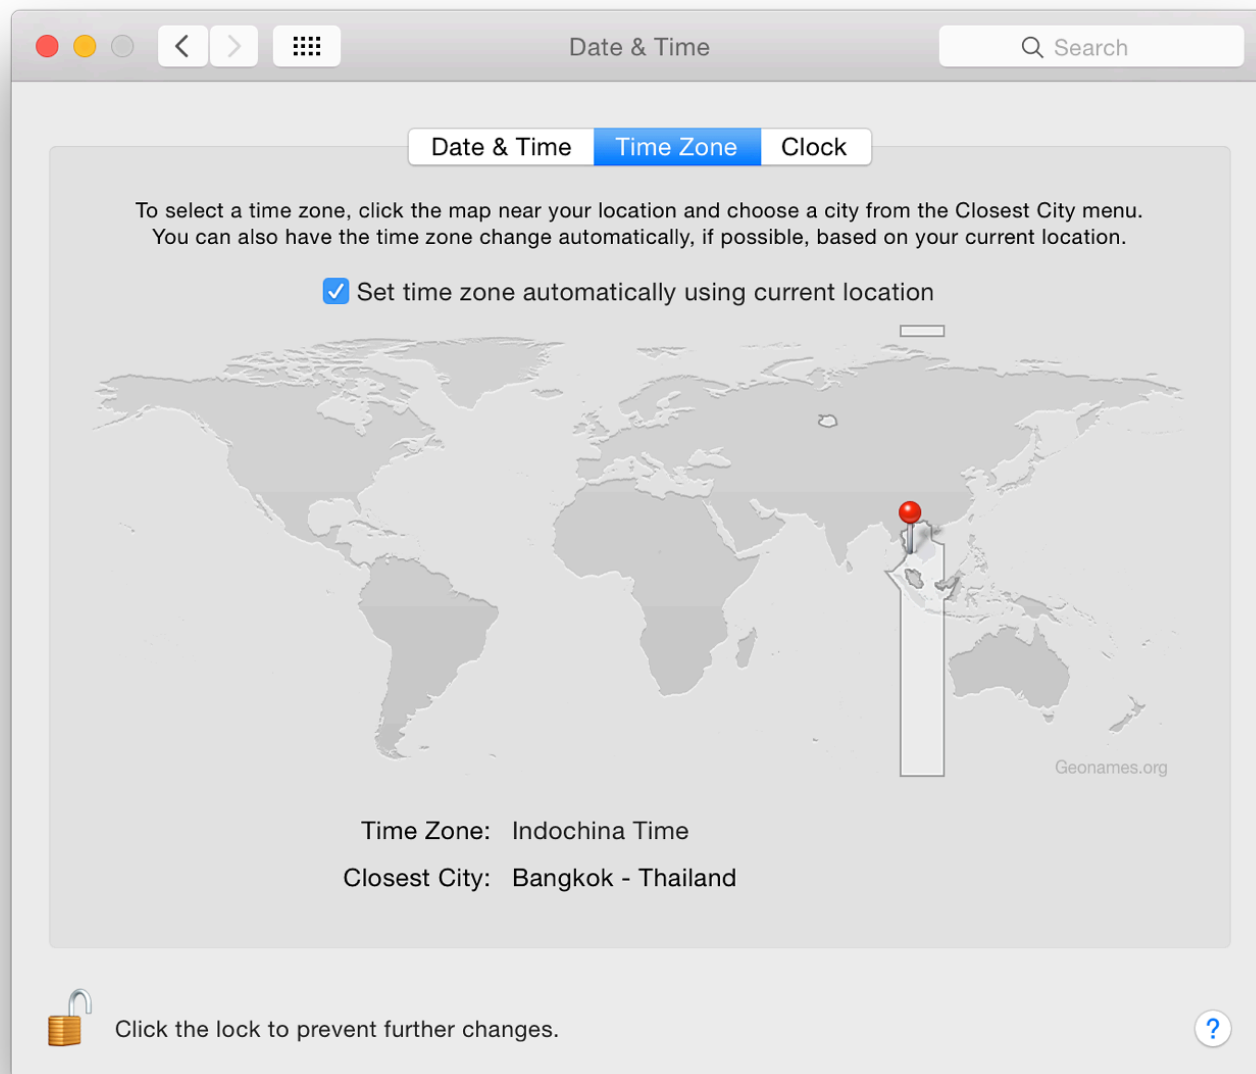 Date & Time
Search
Date & Time
Time Zone
Clock
To select a time zone, click the map near your location and choose a city from the Closest City menu.
You can also have the time zone change automatically, if possible, based on your current location.
Set time zone automatically using current location
Geonames.org
Time Zone: Indochina Time
Closest City: Bangkok - Thailand
Click the lock to prevent further changes.
?